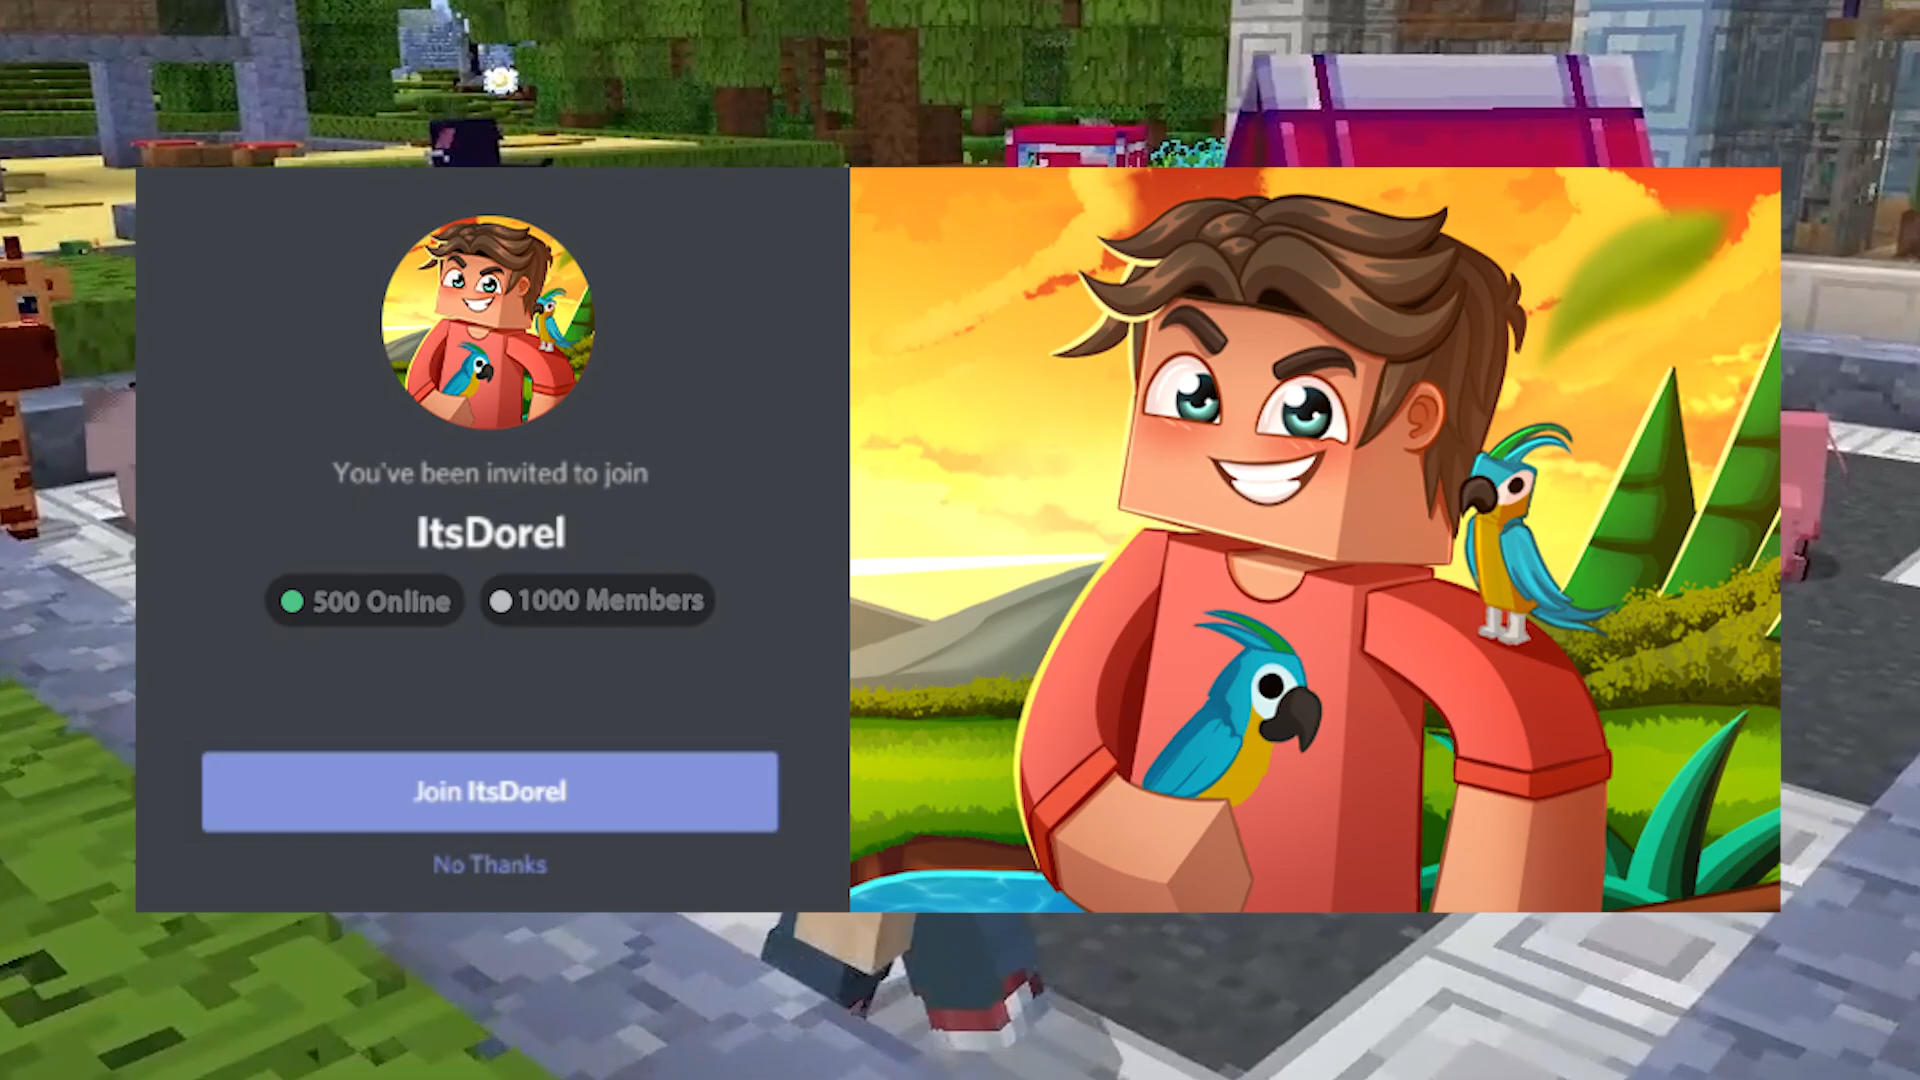 You've been invited to join
ItsDorel
500 Online
1000 Members
Join ItsDorel
No Thanks